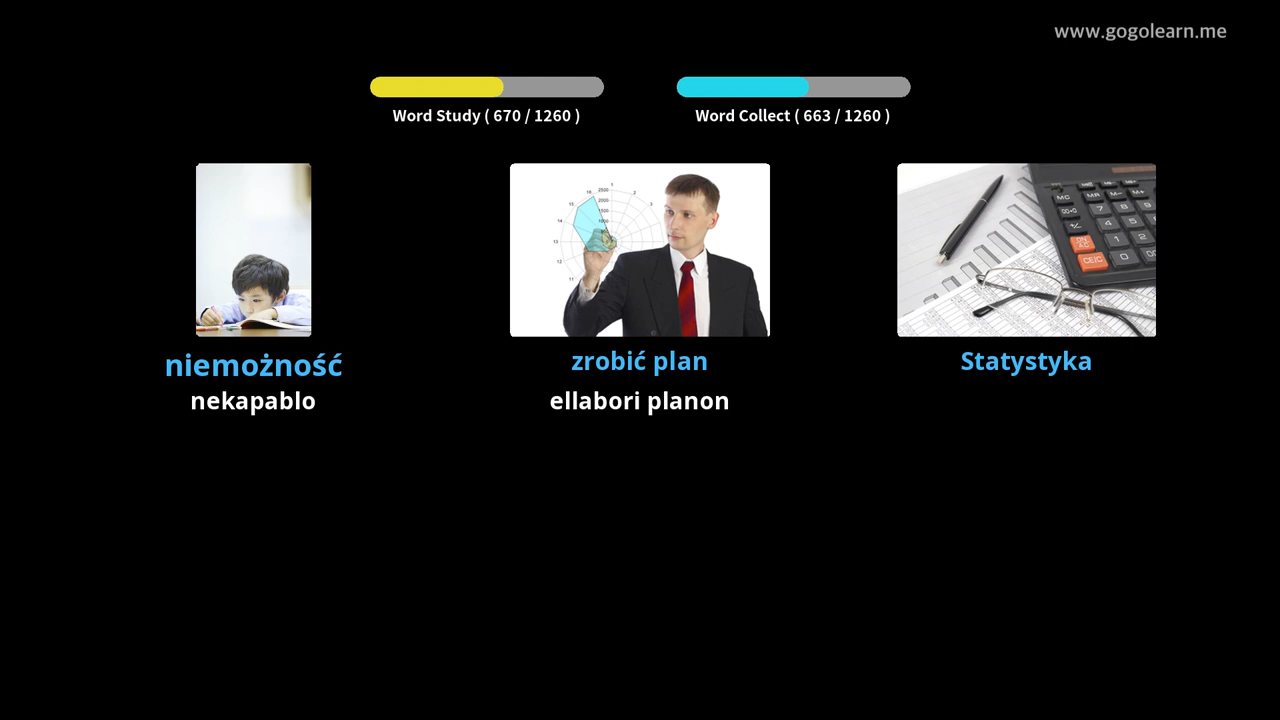 www.gogolearn.me
Word Study ( 670 / 1260 )
Word Collect ( 663 / 1260 )
niemożność
nekapablo
zrobić plan
ellabori planon
Statystyka